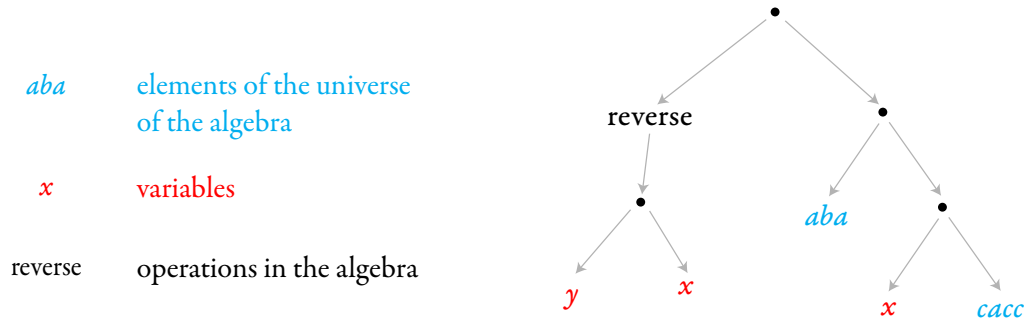 aba elements of the universe
of the algebra
x variables
reverse operations in the algebra
reverse
aba
y x
x cacc